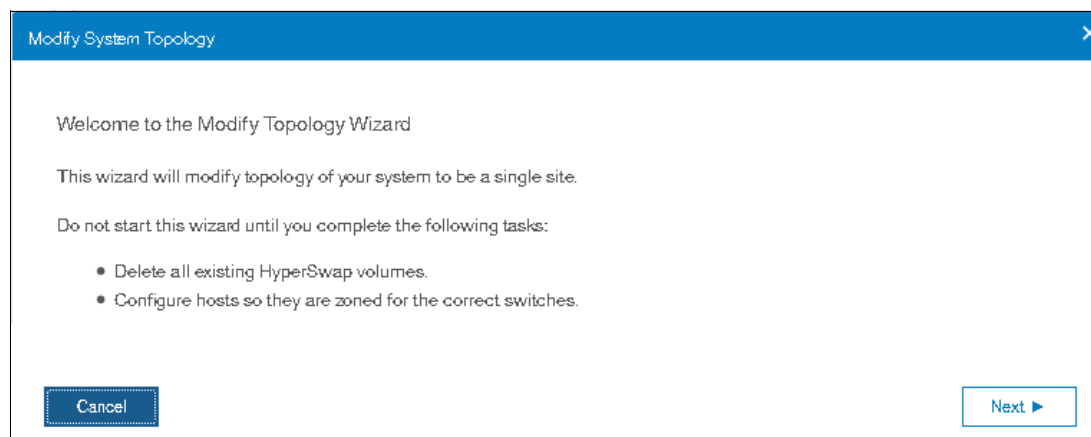 Modify System Topology
Welcome to the Modify Topology Wizard
This wizard will modify topology of your system to be a single site.
Do not start this wizard until you complete the following tasks:
• Delete all existing HyperSwap volumes.
• Configure hosts so they are zoned for the correct switches.
Cancel
Next ►